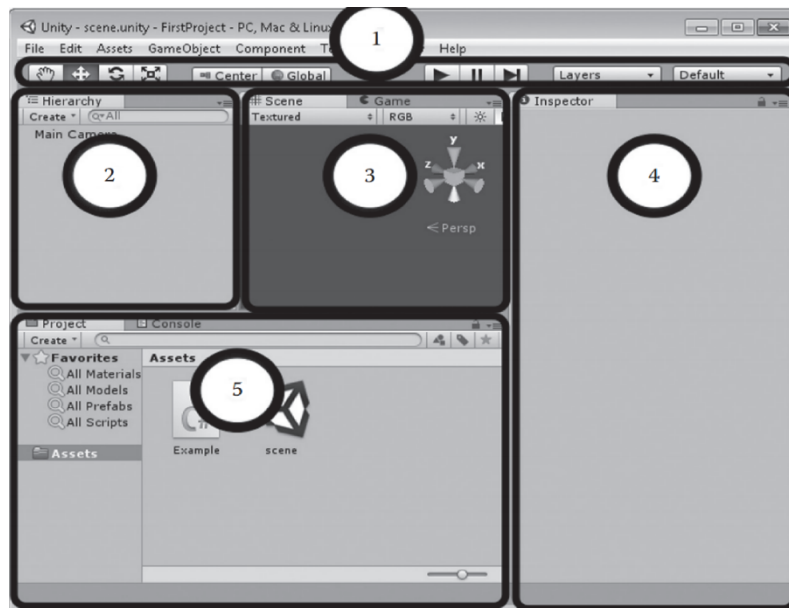 Unity - scene.unity - FirstProject - PC, Mac & Linux
1
File Edit Assets GameObject Component Help
Center Global Layers Default
Hierarchy
Create All
Main Camera
2
Scene Game
Textured RGB
y
z x
Persp
3
Inspector
4
Project Console
Create
Favorites
All Materials
All Models
All Prefabs
All Scripts
Assets
Assets
5
Example scene